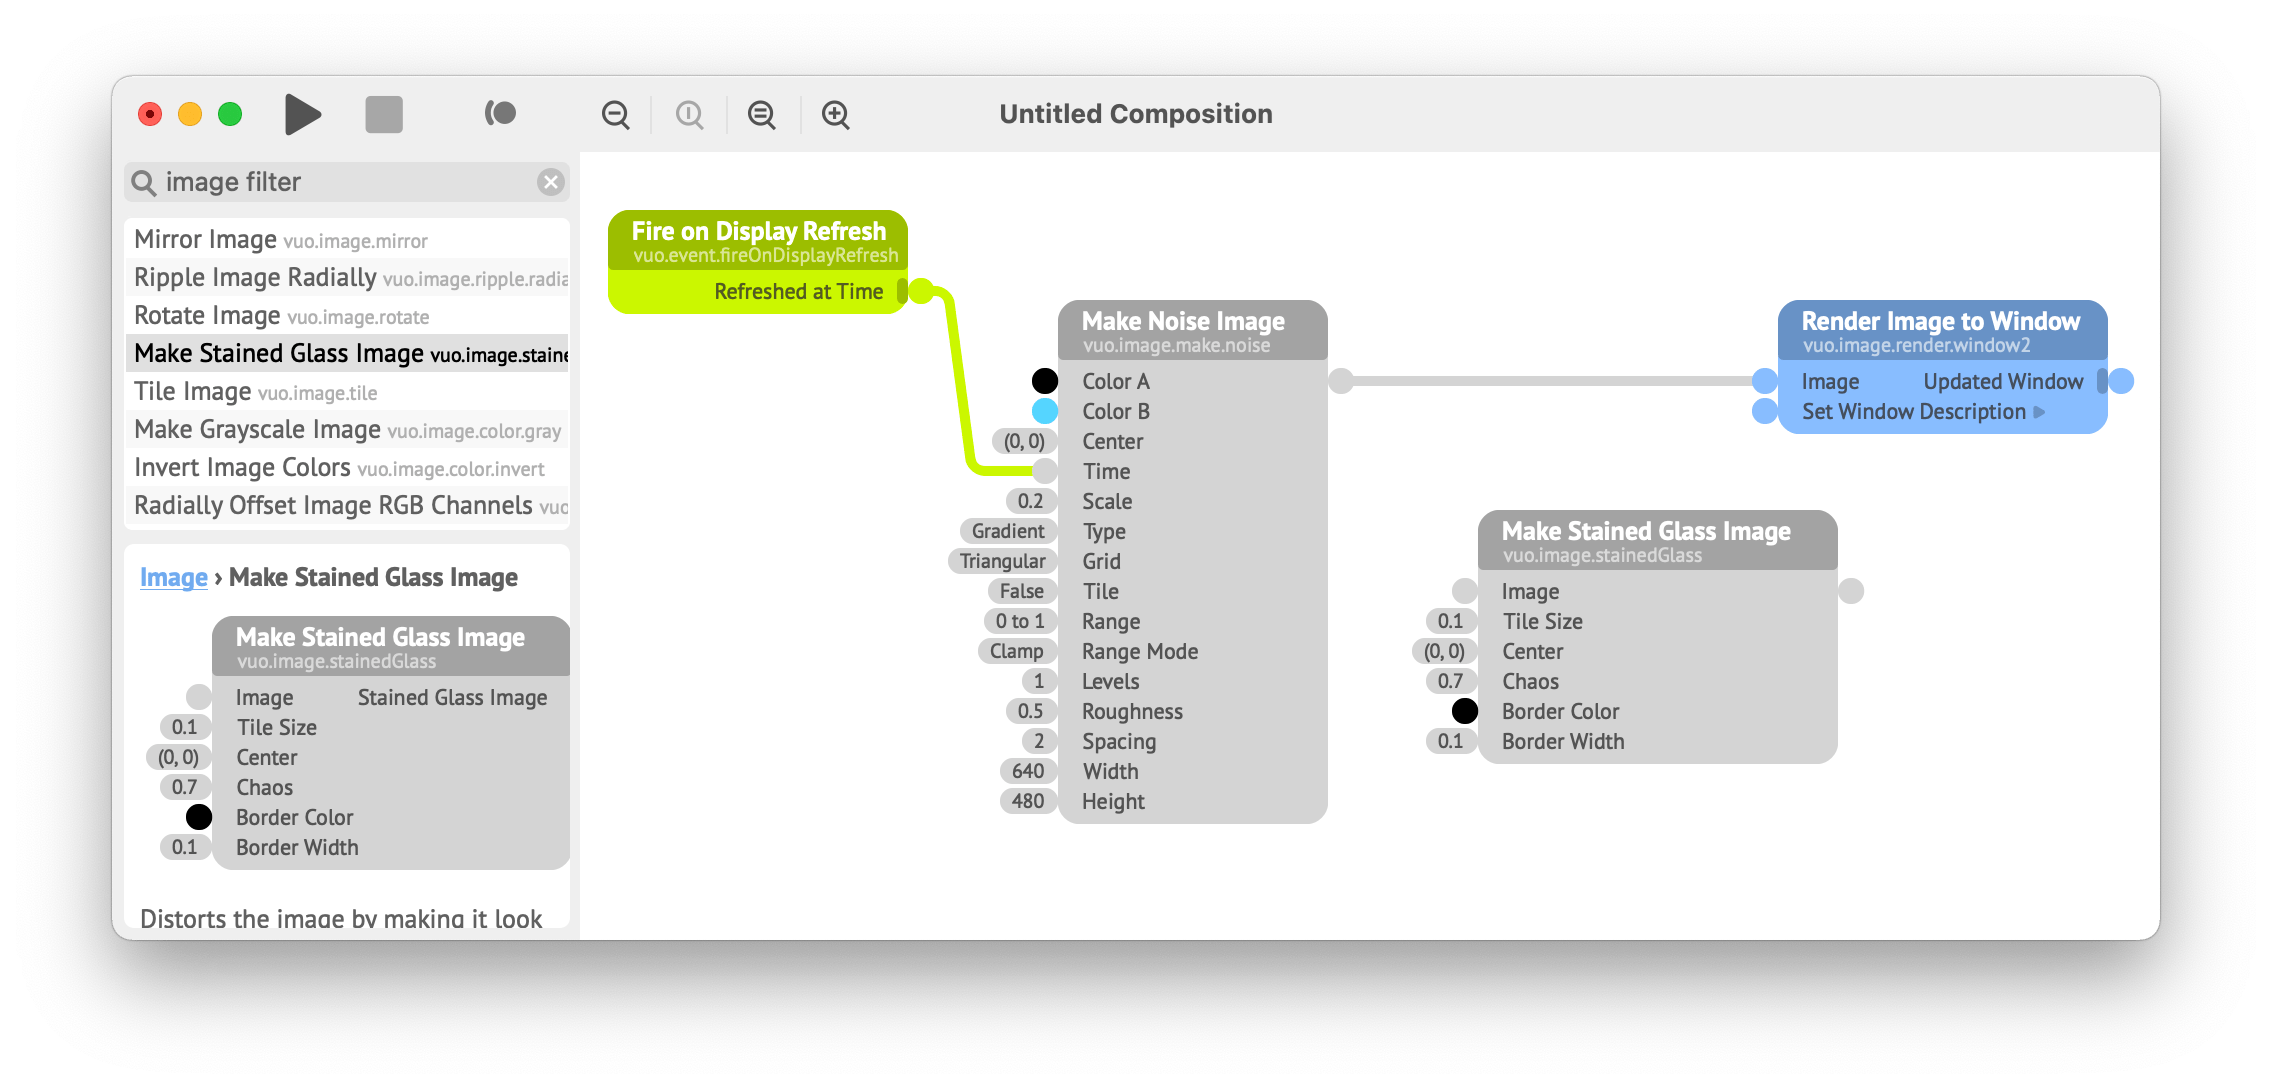 Untitled Composition
image filter
Mirror Image vuo.image.mirror
Ripple Image Radially vuo.image.ripple.radia
Rotate Image vuo.image.rotate
Make Stained Glass Image vuo.image.staine
Tile Image vuo.image.tile
Make Grayscale Image vuo.image.color.gray
Invert Image Colors vuo.image.color.invert
Radially Offset Image RGB Channels vuo
Image › Make Stained Glass Image
Make Stained Glass Image
vuo.image.stainedGlass
Image Stained Glass Image
0.1 Tile Size
(0, 0) Center
0.7 Chaos
Border Color
0.1 Border Width
Distorts the image by making it look
Fire on Display Refresh
vuo.event.fireOnDisplayRefresh
Refreshed at Time
Make Noise Image
vuo.image.make.noise
Color A
Color B
(0, 0) Center
Time
0.2 Scale
Gradient Type
Triangular Grid
False Tile
0 to 1 Range
Clamp Range Mode
1 Levels
0.5 Roughness
2 Spacing
640 Width
480 Height
Make Stained Glass Image
vuo.image.stainedGlass
Image
0.1 Tile Size
(0, 0) Center
0.7 Chaos
Border Color
0.1 Border Width
Render Image to Window
vuo.image.render.window2
Image Updated Window
Set Window Description